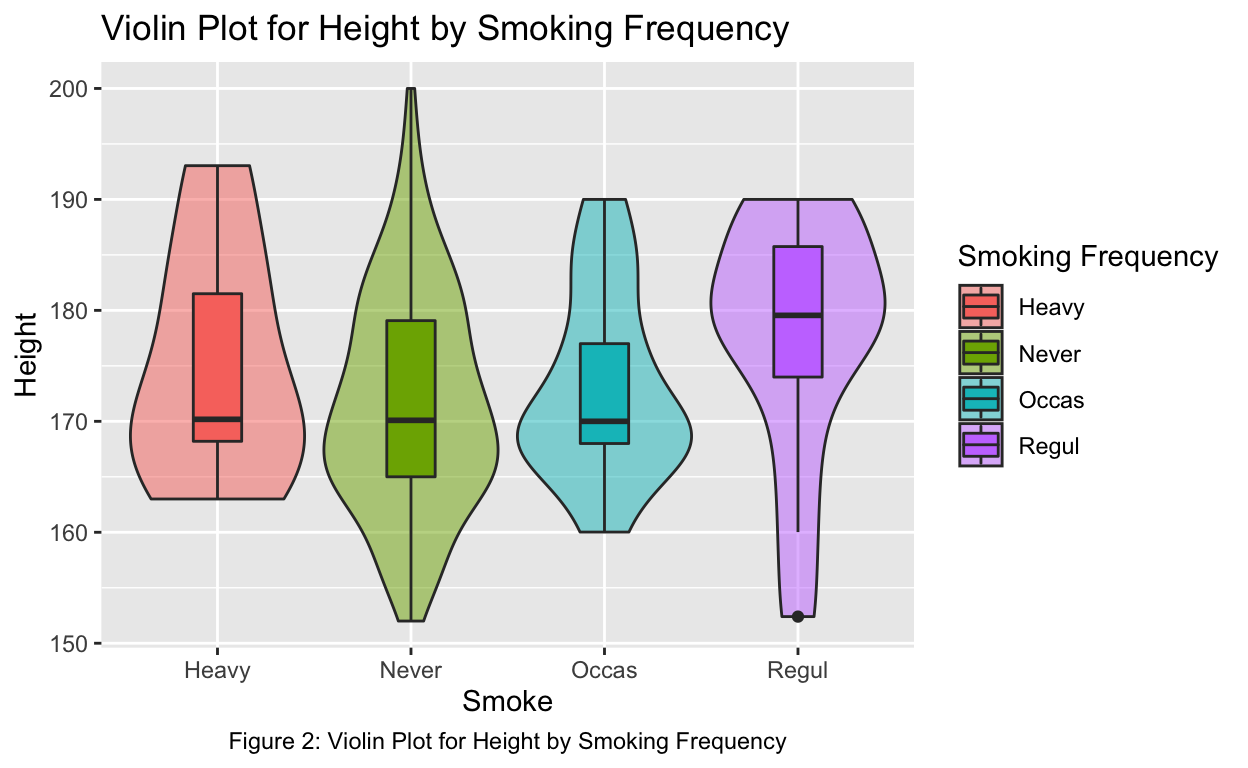 Violin Plot for Height by Smoking Frequency
200
190
180
170
160
150
Height
Heavy Never Occas Regul
Smoke
Smoking Frequency
Heavy
Never
Occas
Regul
Figure 2: Violin Plot for Height by Smoking Frequency